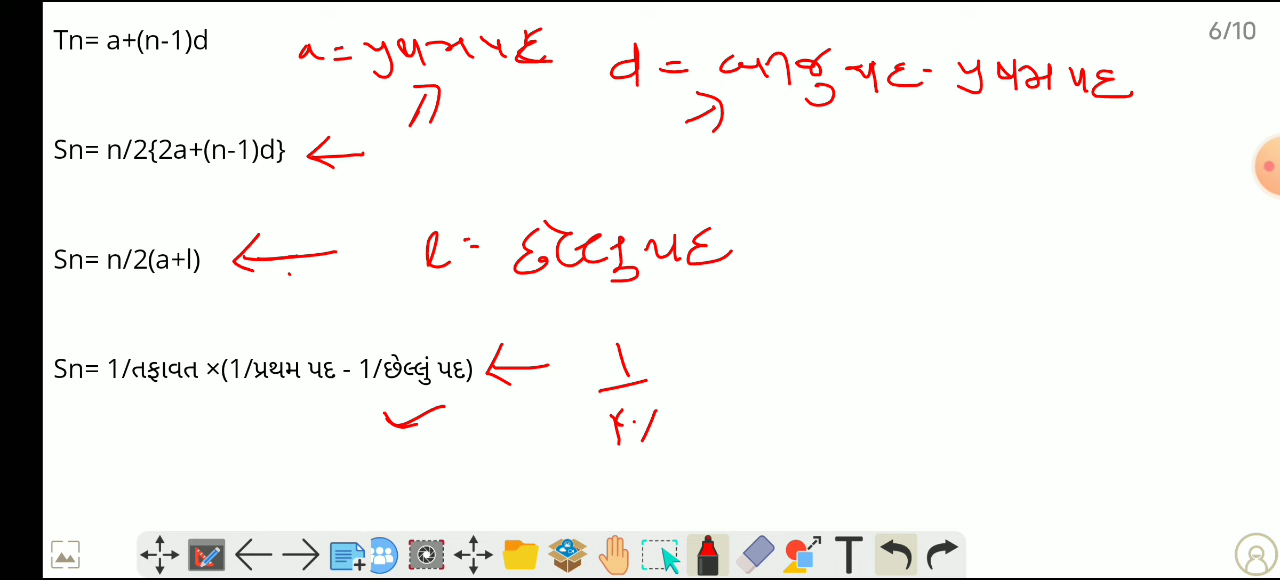 6/10
Tn= a+(n-1)d
a = પ્રથમ પદ d = બીજુ પદ - પ્રથમ પદ
Sn= n/2{2a+(n-1)d}
Sn= n/2(a+l) l = છેલ્લુ પદ
Sn= 1/તફાવત ×(1/પ્રથમ પદ - 1/છેલ્લું પદ)